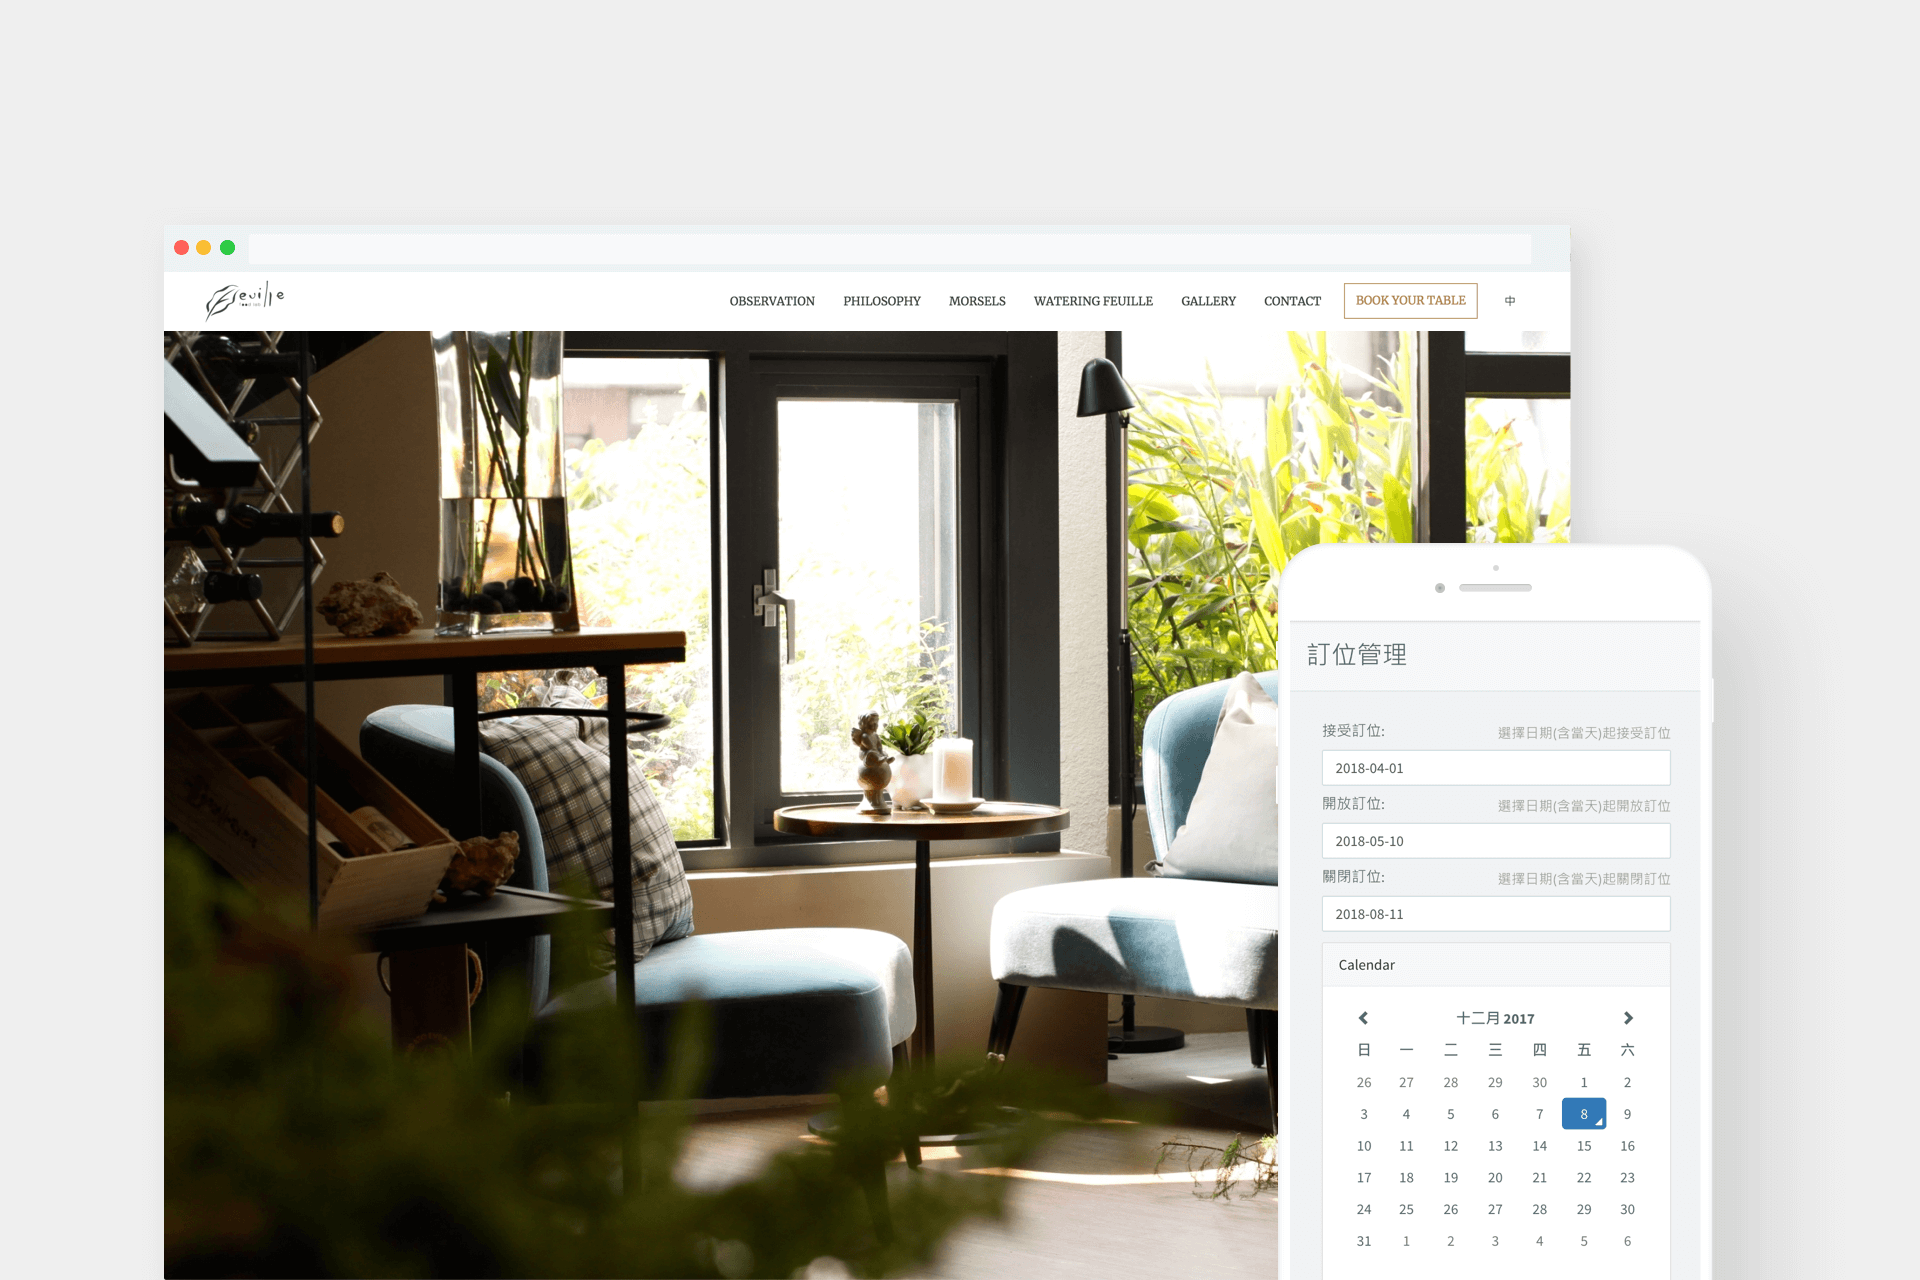 Feuille
OBSERVATION PHILOSOPHY MORSELS WATERING FEUILLE GALLERY CONTACT BOOK YOUR TABLE 中
訂位管理
接受訂位: 選擇日期(含當天)起接受訂位
2018-04-01
開放訂位: 選擇日期(含當天)起開放訂位
2018-05-10
關閉訂位: 選擇日期(含當天)起關閉訂位
2018-08-11
Calendar
十二月 2017
日 一 二 三 四 五 六
26 27 28 29 30 1 2
3 4 5 6 7 8 9
10 11 12 13 14 15 16
17 18 19 20 21 22 23
24 25 26 27 28 29 30
31 1 2 3 4 5 6